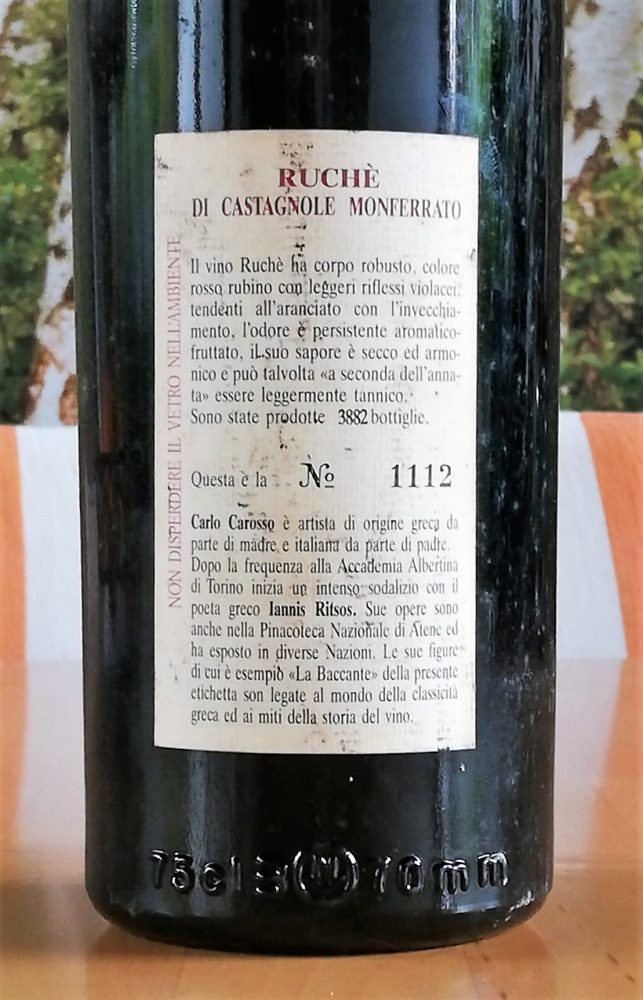 RUCHÈ
DI CASTAGNOLE MONFERRATO
Il vino Ruchè ha corpo robusto, colore
rosso rubino con leggeri riflessi violacei,
tendenti all'aranciato con l'invecchia-
mento, l'odore è persistente aromatico-
fruttato, il suo sapore è secco ed armo-
nico e può talvolta «a seconda dell'anna-
ta» essere leggermente tannico.
Sono state prodotte 3882 bottiglie.
Questa è la № 1112
Carlo Carosso è artista di origine greca da
parte di madre e italiana da parte di padre.
Dopo la frequenza alla Accademia Albertina
di Torino inizia un intenso sodalizio con il
poeta greco Iannis Ritsos. Sue opere sono
anche nella Pinacoteca Nazionale di Atene ed
ha esposto in diverse Nazioni. Le sue figure
di cui è esempio «La Baccante» della presente
etichetta son legate al mondo della classicità
greca ed ai miti della storia del vino.
NON DISPERDERE IL VETRO NELL'AMBIENTE
75cl 70mm